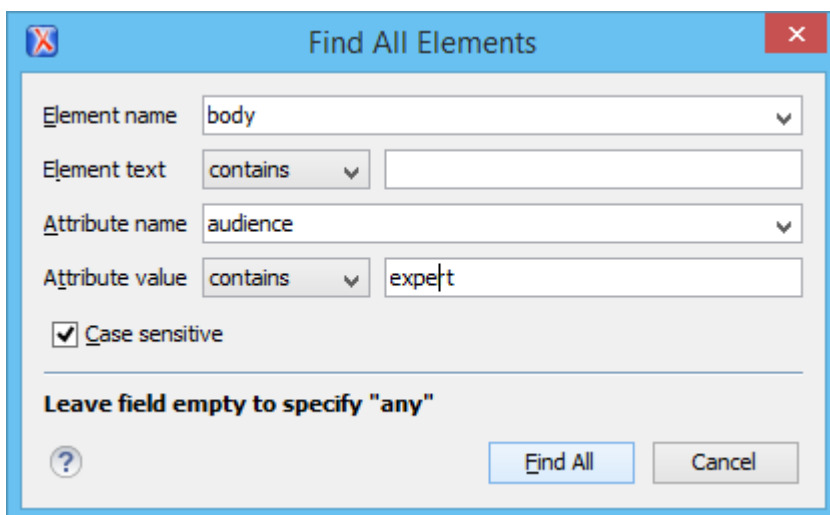 Find All Elements
Element name body
Element text contains
Attribute name audience
Attribute value contains expert
Case sensitive
Leave field empty to specify "any"
? Find All Cancel